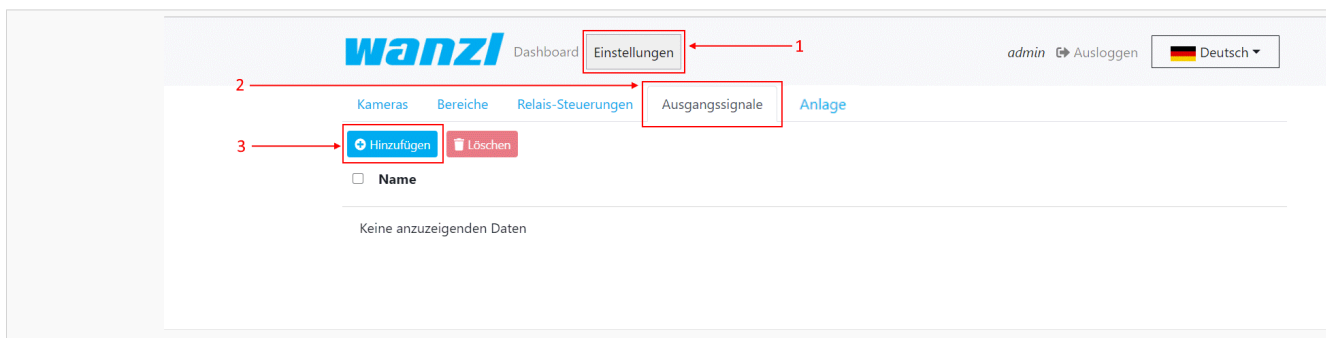 wanzl Dashboard Einstellungen 1 admin Ausloggen Deutsch
2
Kameras Bereiche Relais-Steuerungen Ausgangssignale Anlage
3 Hinzufügen Löschen
Name
Keine anzuzeigenden Daten